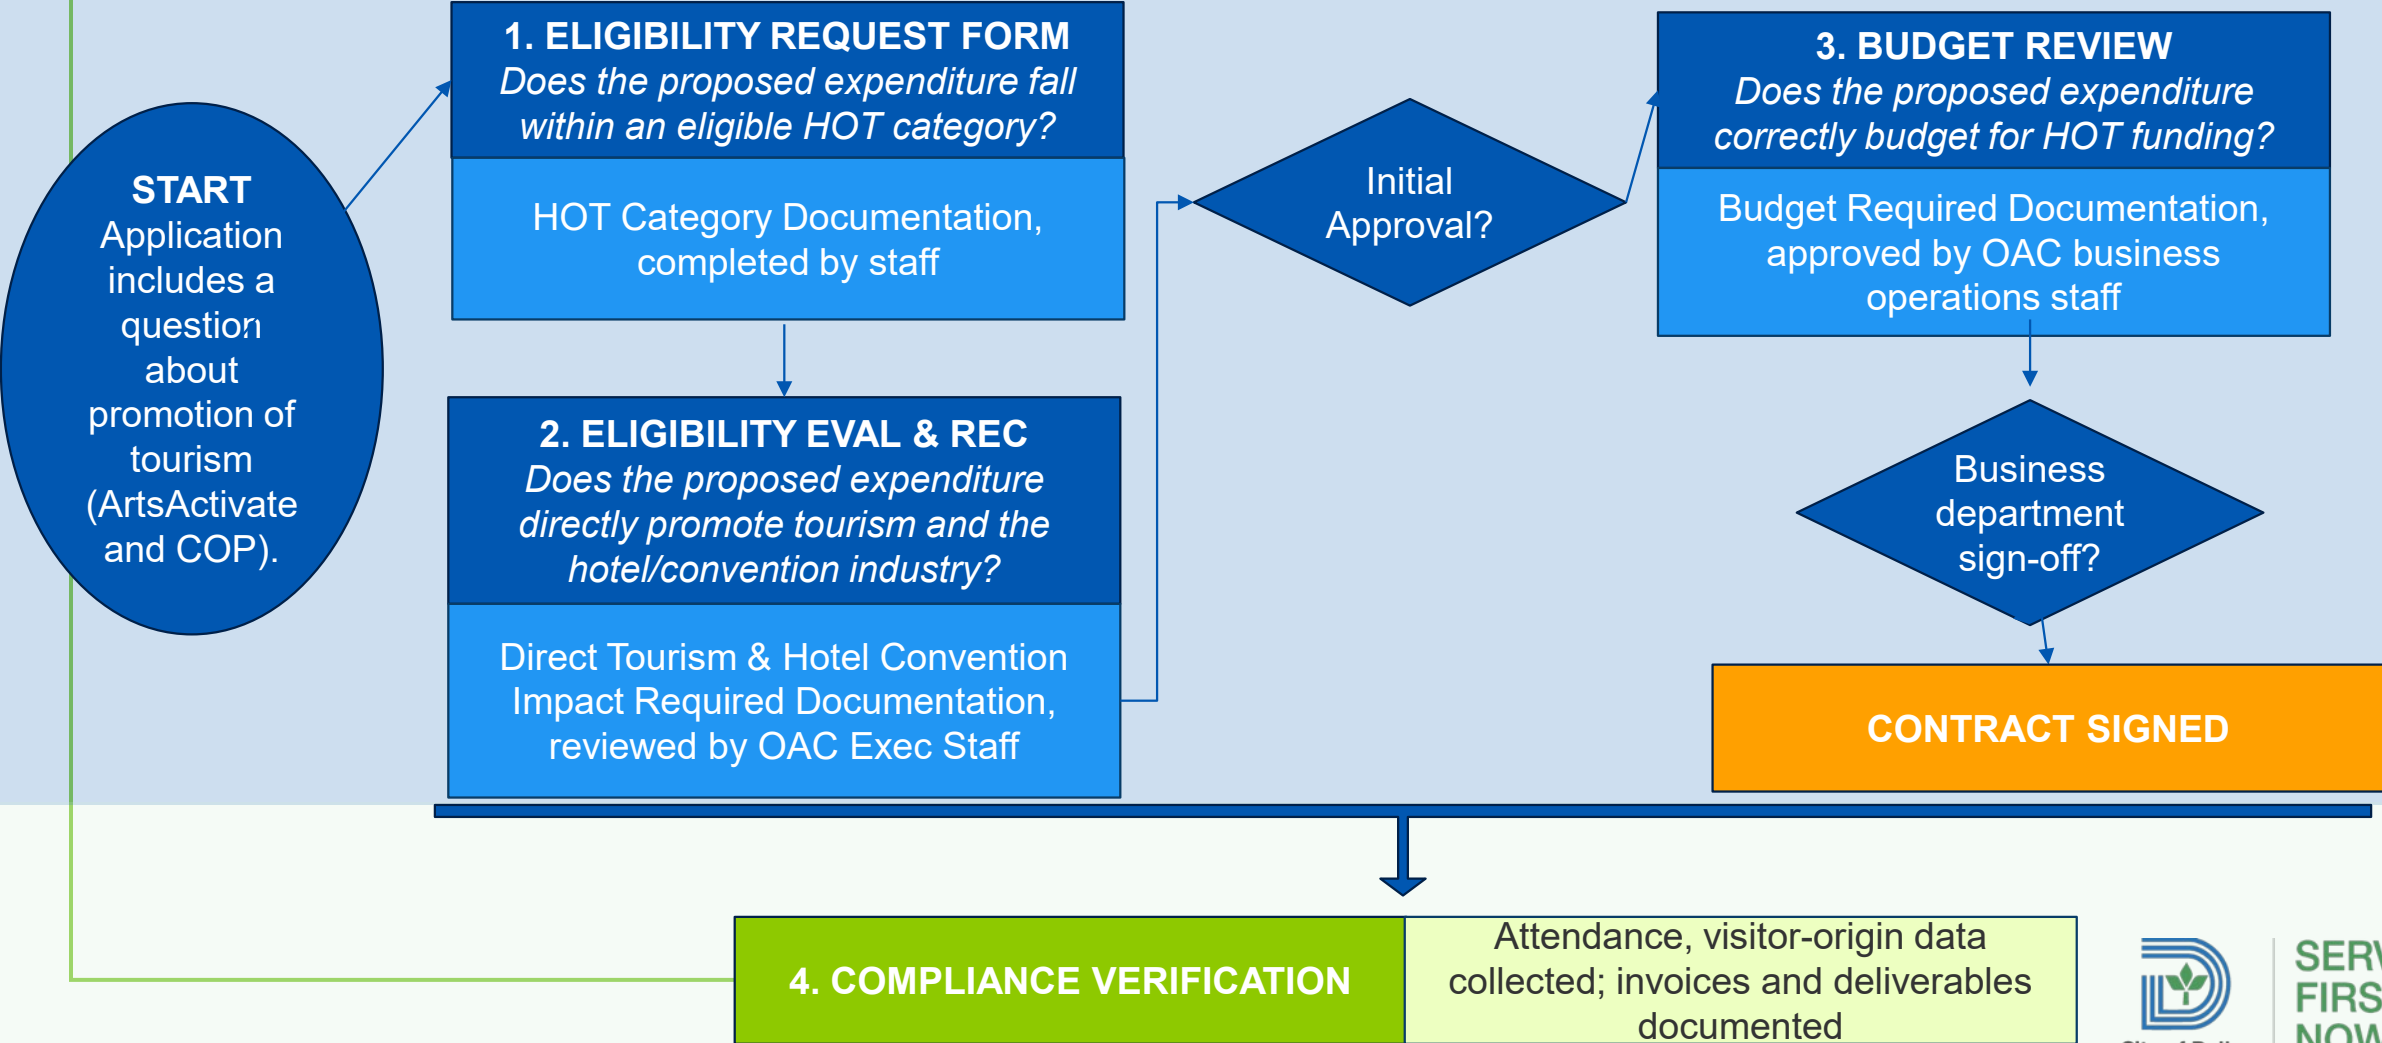 START
Application
includes a
question
about
promotion of
tourism
(ArtsActivate
and COP).
1. ELIGIBILITY REQUEST FORM
Does the proposed expenditure fall
within an eligible HOT category?
HOT Category Documentation,
completed by staff
2. ELIGIBILITY EVAL & REC
Does the proposed expenditure
directly promote tourism and the
hotel/convention industry?
Direct Tourism & Hotel Convention
Impact Required Documentation,
reviewed by OAC Exec Staff
Initial
Approval?
3. BUDGET REVIEW
Does the proposed expenditure
correctly budget for HOT funding?
Budget Required Documentation,
approved by OAC business
operations staff
Business
department
sign-off?
CONTRACT SIGNED
4. COMPLIANCE VERIFICATION
Attendance, visitor-origin data
collected; invoices and deliverables
documented